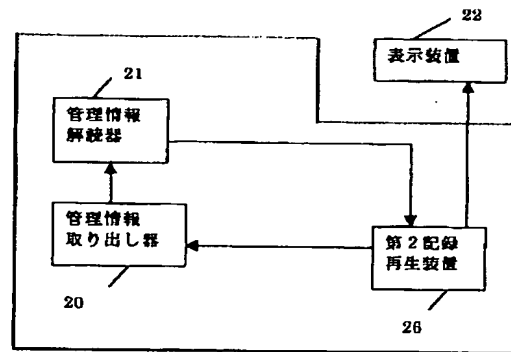 22
表示装置
21
管理情報
解続器
管理情報
取り出し器
第2記録
再生装置
20
26